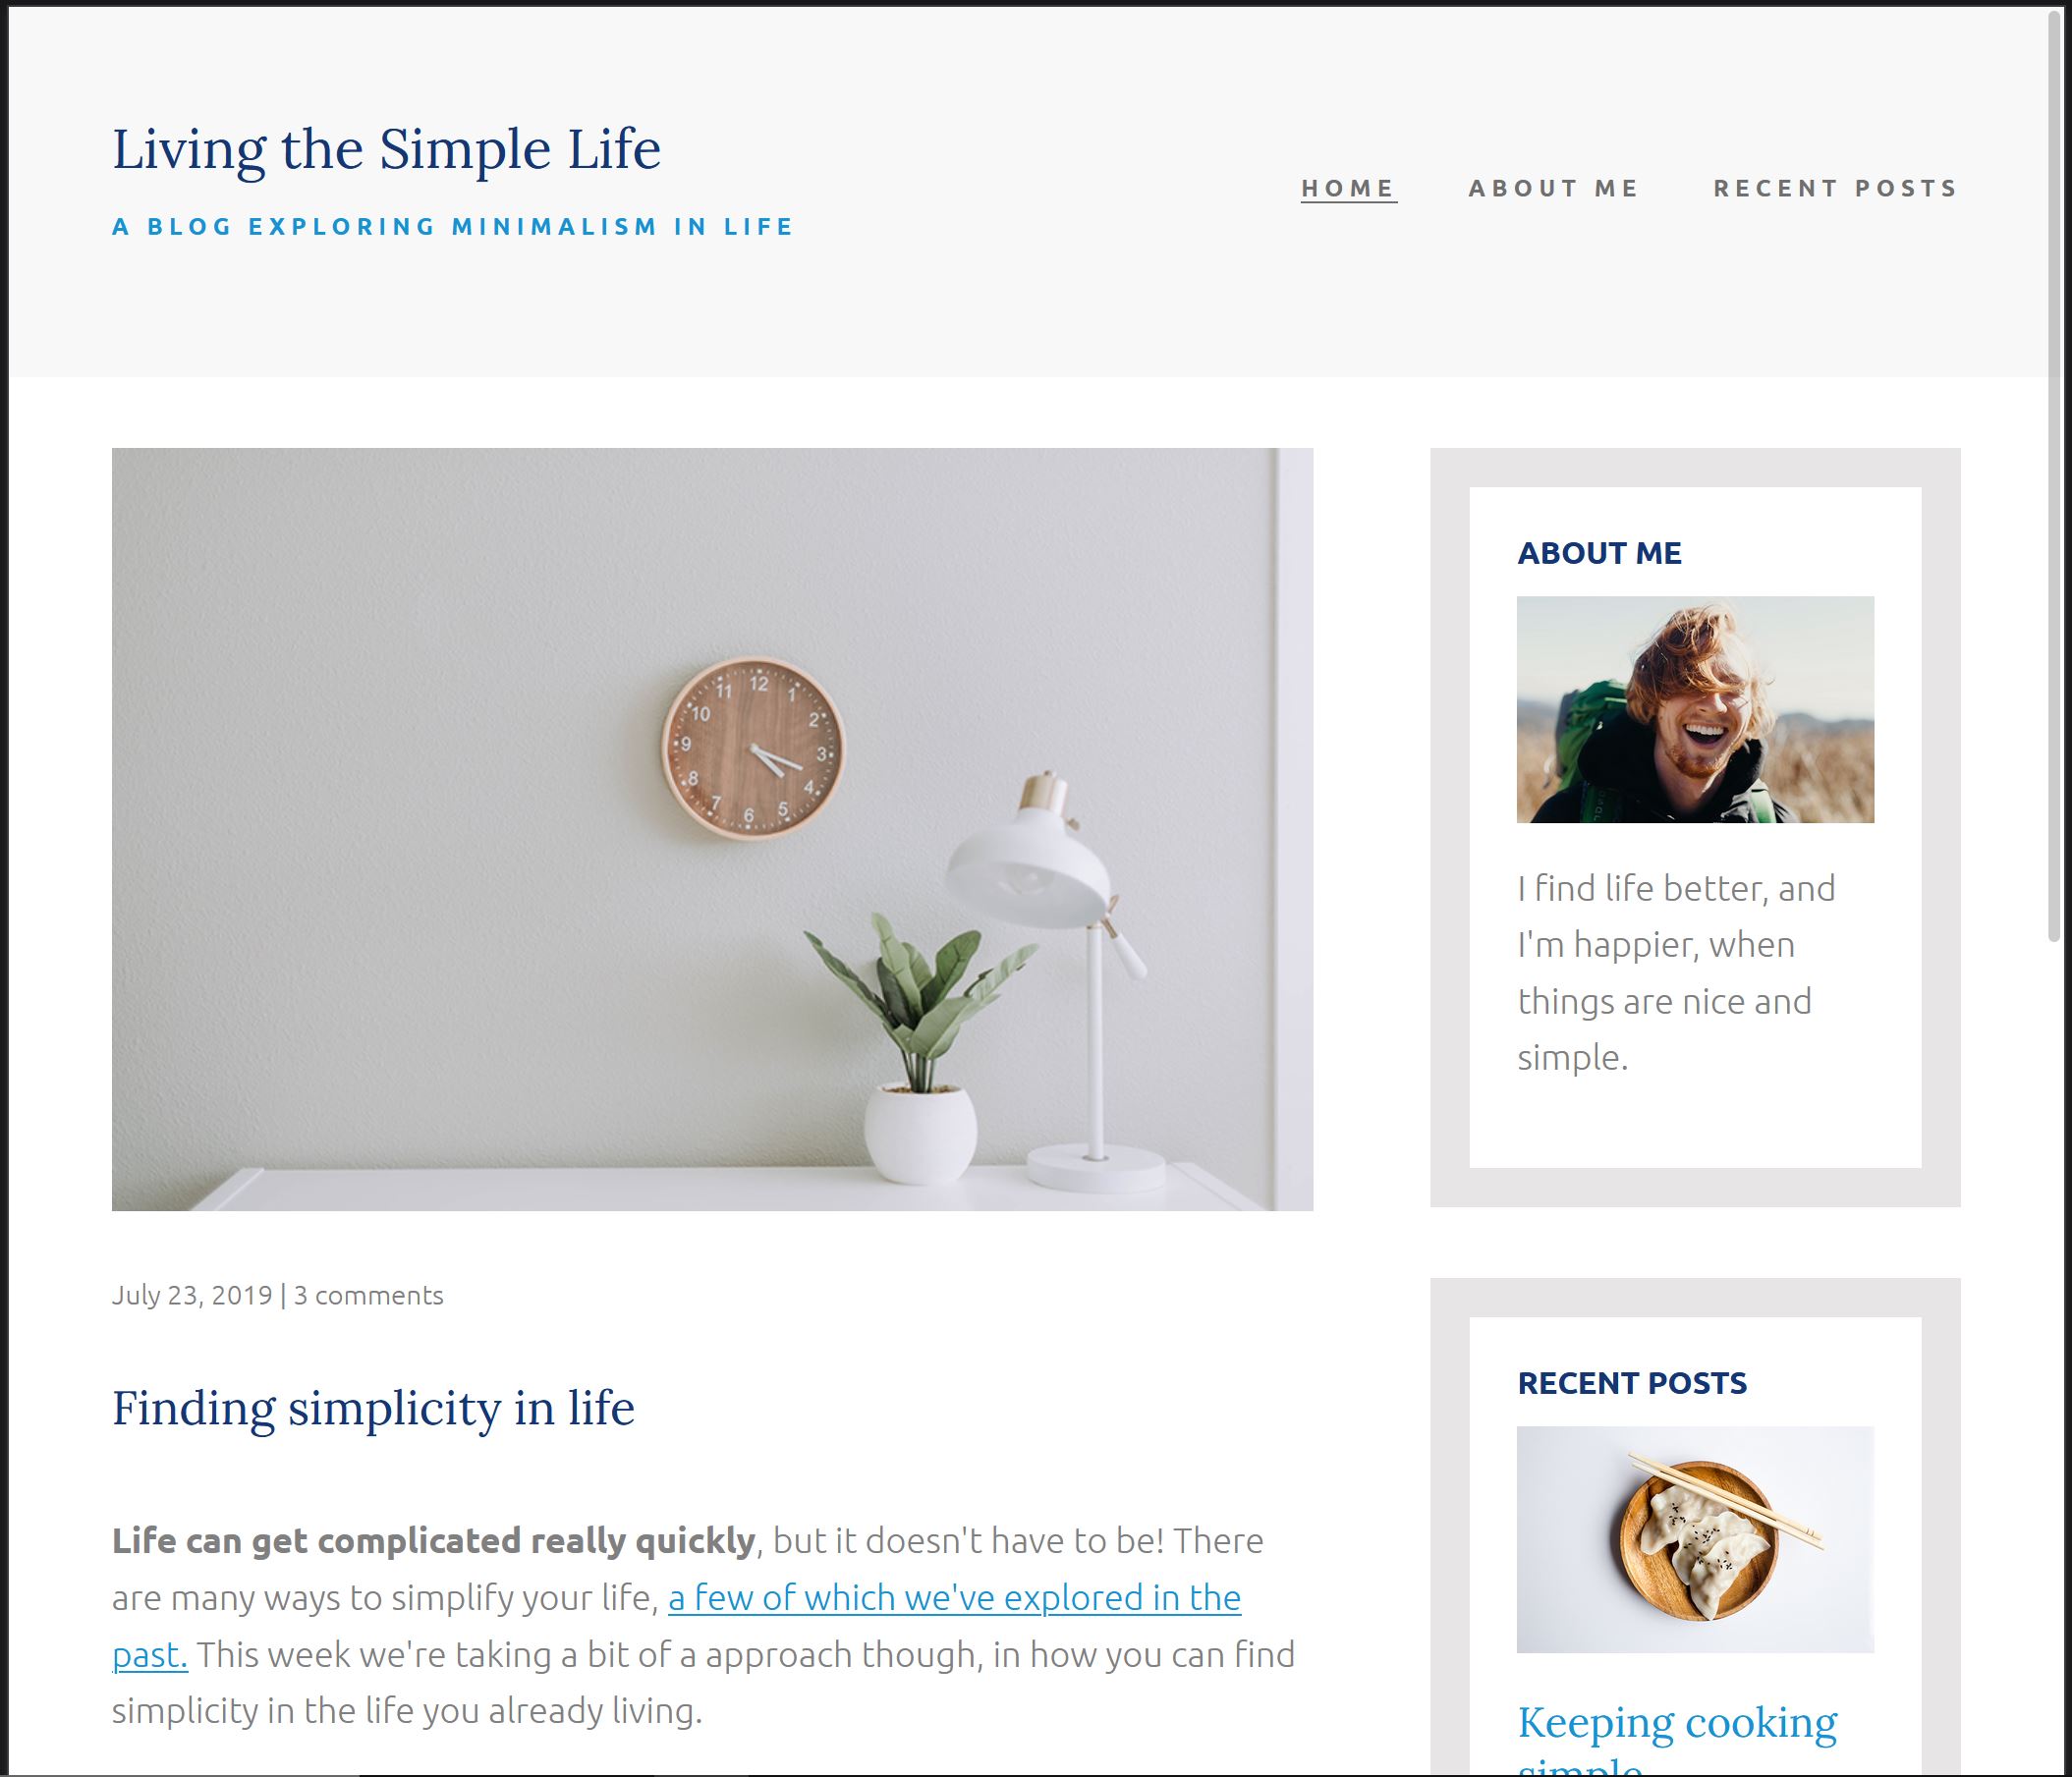 Living the Simple Life
A BLOG EXPLORING MINIMALISM IN LIFE
HOME ABOUT ME RECENT POSTS
12
1
2
3
4
5
6
7
8
9
10
11
July 23, 2019 | 3 comments
Finding simplicity in life
Life can get complicated really quickly, but it doesn't have to be! There
are many ways to simplify your life, a few of which we've explored in the
past. This week we're taking a bit of a approach though, in how you can find
simplicity in the life you already living.
ABOUT ME
I find life better, and
I'm happier, when
things are nice and
simple.
RECENT POSTS
Keeping cooking
simple